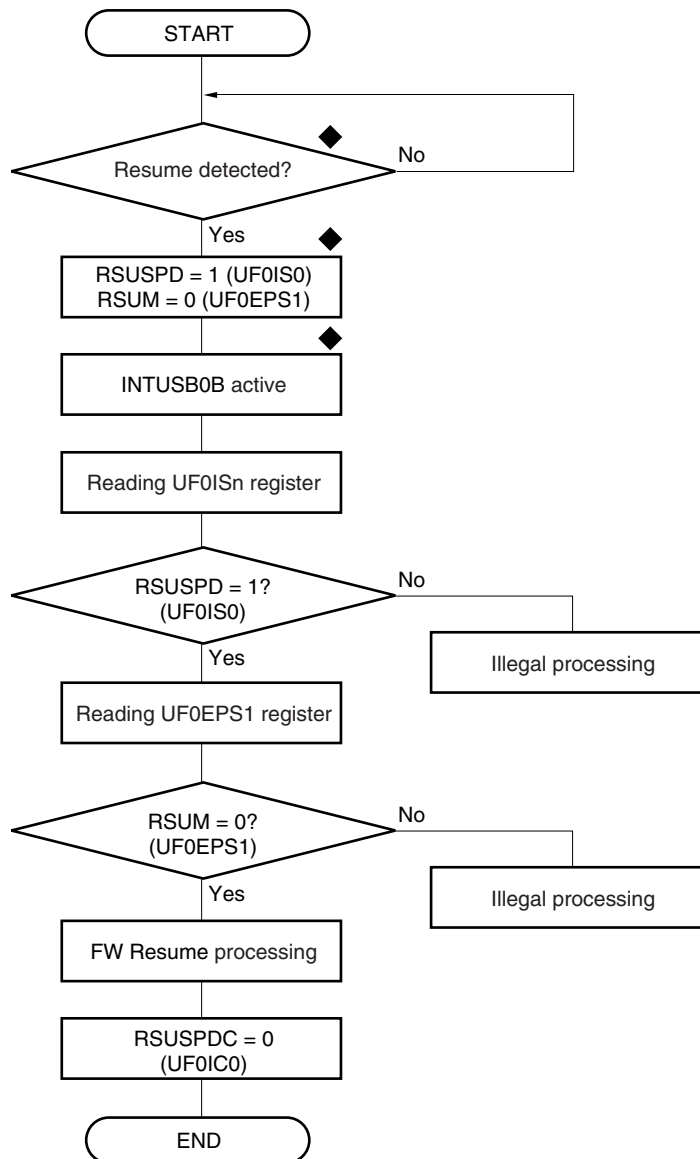 START
Resume detected?
No
Yes
RSUSPD = 1 (UF0IS0)
RSUM = 0 (UF0EPS1)
INTUSB0B active
Reading UF0ISn register
RSUSPD = 1?
(UF0IS0)
No
Illegal processing
Yes
Reading UF0EPS1 register
RSUM = 0?
(UF0EPS1)
No
Illegal processing
Yes
FW Resume processing
RSUSPDC = 0
(UF0IC0)
END